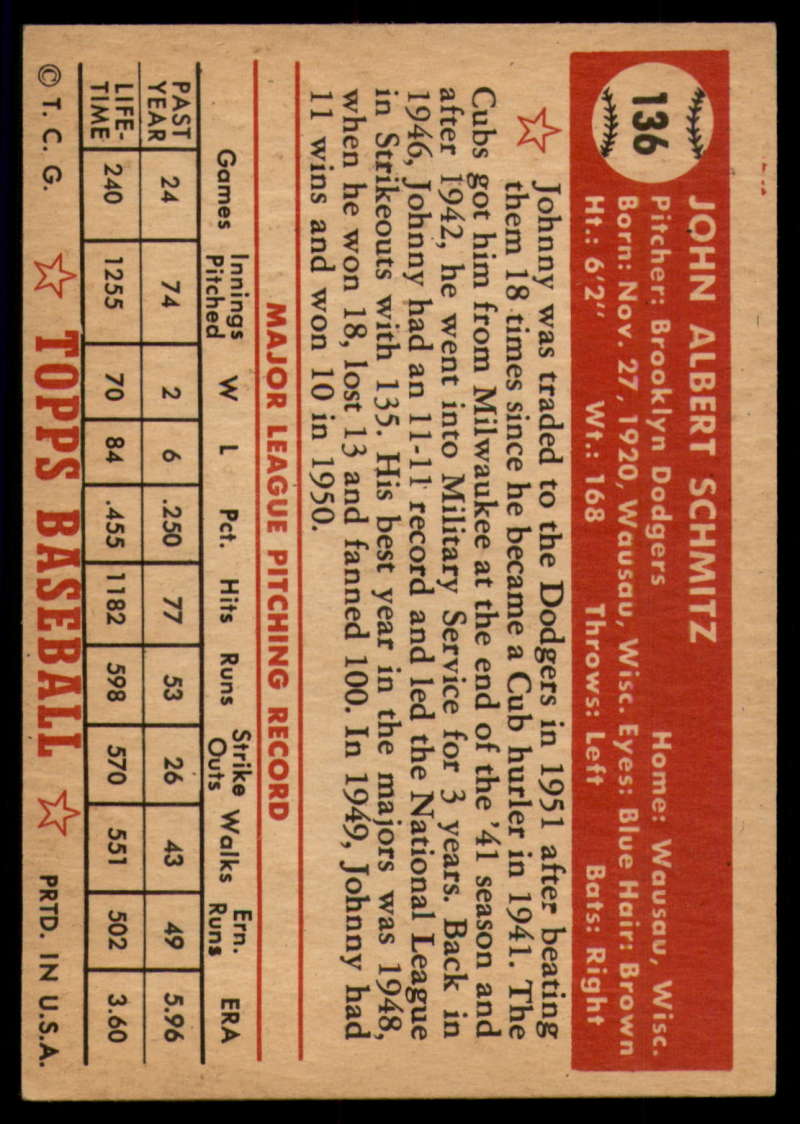 136
JOHN ALBERT SCHMITZ
Pitcher: Brooklyn Dodgers Home: Wausau, Wisc.
Born: Nov. 27, 1920, Wausau, Wisc. Eyes: Blue Hair: Brown
Ht.: 6'2" Wt.: 168 Throws: Left Bats: Right
Johnny was traded to the Dodgers in 1951 after beating
them 18 times since he became a Cub hurler in 1941. The
Cubs got him from Milwaukee at the end of the '41 season and
after 1942, he went into Military Service for 3 years. Back in
1946, Johnny had an 11-11 record and led the National League
in Strikeouts with 135. His best year in the majors was 1948,
when he won 18, lost 13 and fanned 100. In 1949, Johnny had
11 wins and won 10 in 1950.
MAJOR LEAGUE PITCHING RECORD
Games Innings Pitched W L Pct. Hits Runs Strike Outs Walks Ern. Runs ERA
PAST YEAR 24 74 2 6 .250 77 53 26 43 49 5.96
LIFE-TIME 240 1255 70 84 .455 1182 598 570 551 502 3.60
© T. C. G. TOPPS BASEBALL PRTD. IN U.S.A.